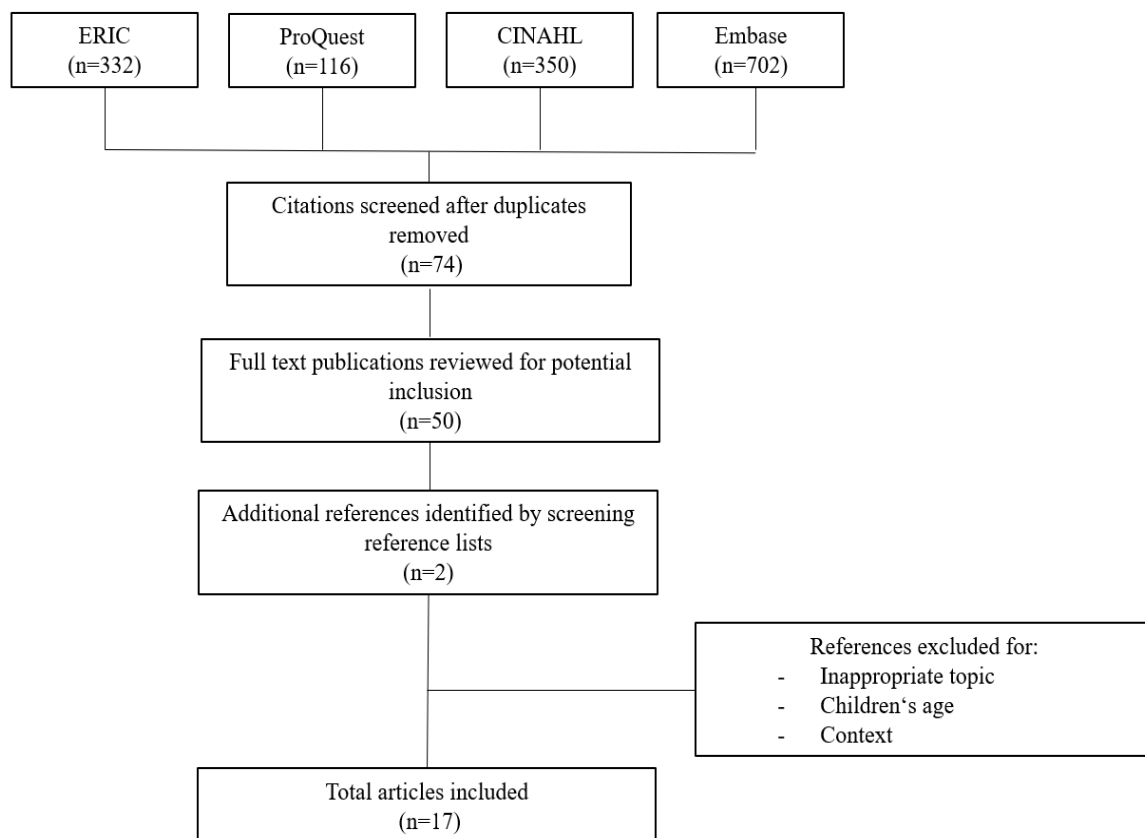 ERIC
(n=332)
ProQuest
(n=116)
CINAHL
(n=350)
Embase
(n=702)
Citations screened after duplicates
removed
(n=74)
Full text publications reviewed for potential
inclusion
(n=50)
Additional references identified by screening
reference lists
(n=2)
References excluded for:
- Inappropriate topic
- Children‘s age
- Context
Total articles included
(n=17)